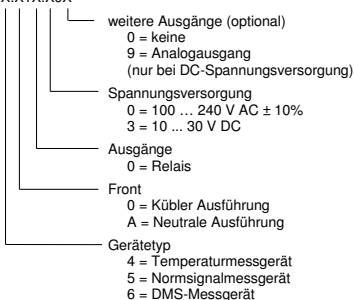 weitere Ausgänge (optional)
0 = keine
9 = Analogausgang
(nur bei DC-Spannungsversorgung)
Spannungsversorgung
0 = 100 … 240 V AC ± 10%
3 = 10 ... 30 V DC
Ausgänge
0 = Relais
Front
0 = Kübler Ausführung
A = Neutrale Ausführung
Gerätetyp
4 = Temperaturmessgerät
5 = Normsignalmessgerät
6 = DMS-Messgerät